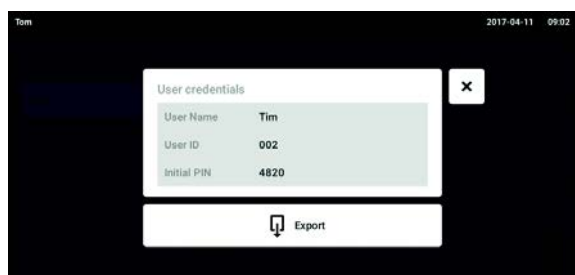 Tom 2017-04-11 09:02
User credentials
User Name Tim
User ID 002
Initial PIN 4820
Export